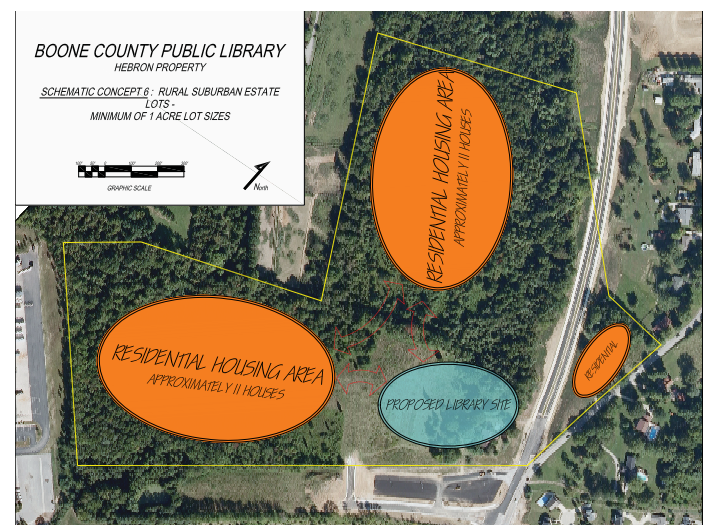 BOONE COUNTY PUBLIC LIBRARY
HEBRON PROPERTY
SCHEMATIC CONCEPT 6 : RURAL SUBURBAN ESTATE
LOTS -
MINIMUM OF 1 ACRE LOT SIZES
GRAPHIC SCALE
North
RESIDENTIAL HOUSING AREA
APPROXIMATELY 11 HOUSES
RESIDENTIAL HOUSING AREA
APPROXIMATELY 11 HOUSES
RESIDENTIAL
PROPOSED LIBRARY SITE